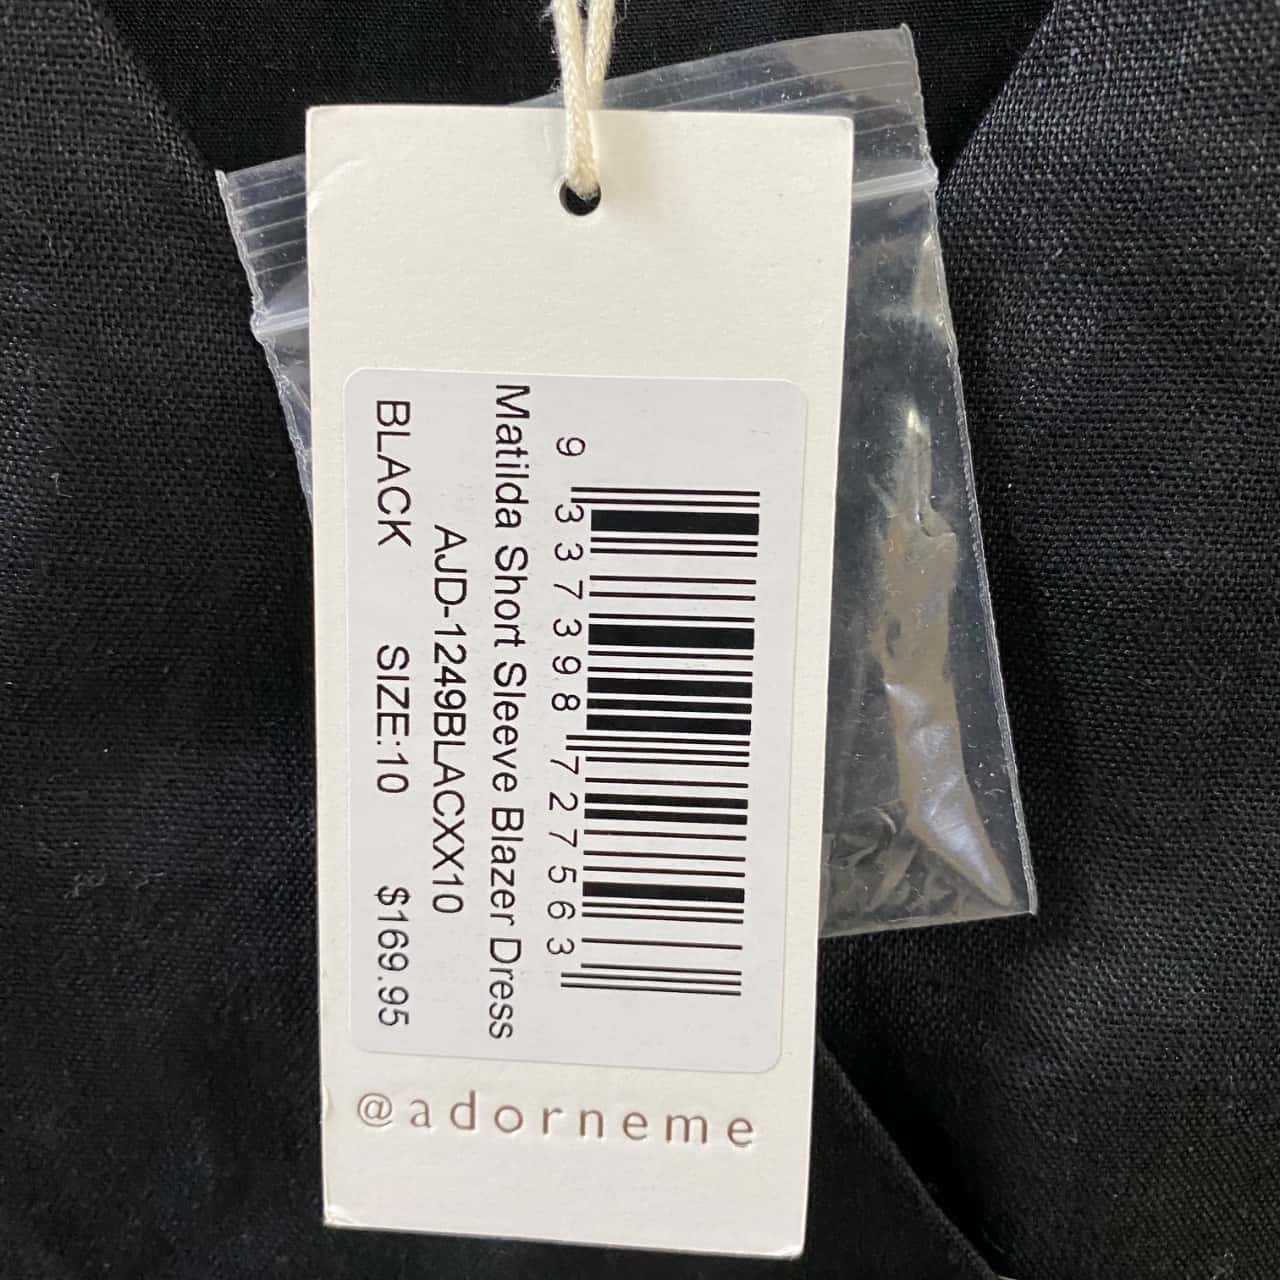 9 337398 727563
Matilda Short Sleeve Blazer Dress
AJD-1249BLACXX10
BLACK SIZE:10 $169.95
@adorneme